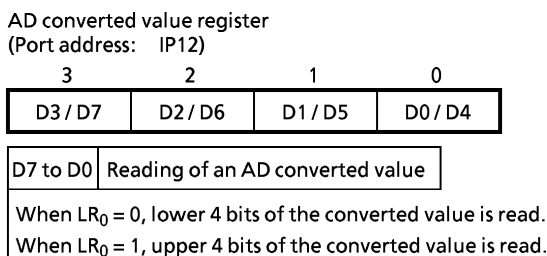 AD converted value register
(Port address: IP12)
3 2 1 0
D3 / D7 D2 / D6 D1 / D5 D0 / D4
D7 to D0 Reading of an AD converted value
When LR0 = 0, lower 4 bits of the converted value is read.
When LR0 = 1, upper 4 bits of the converted value is read.